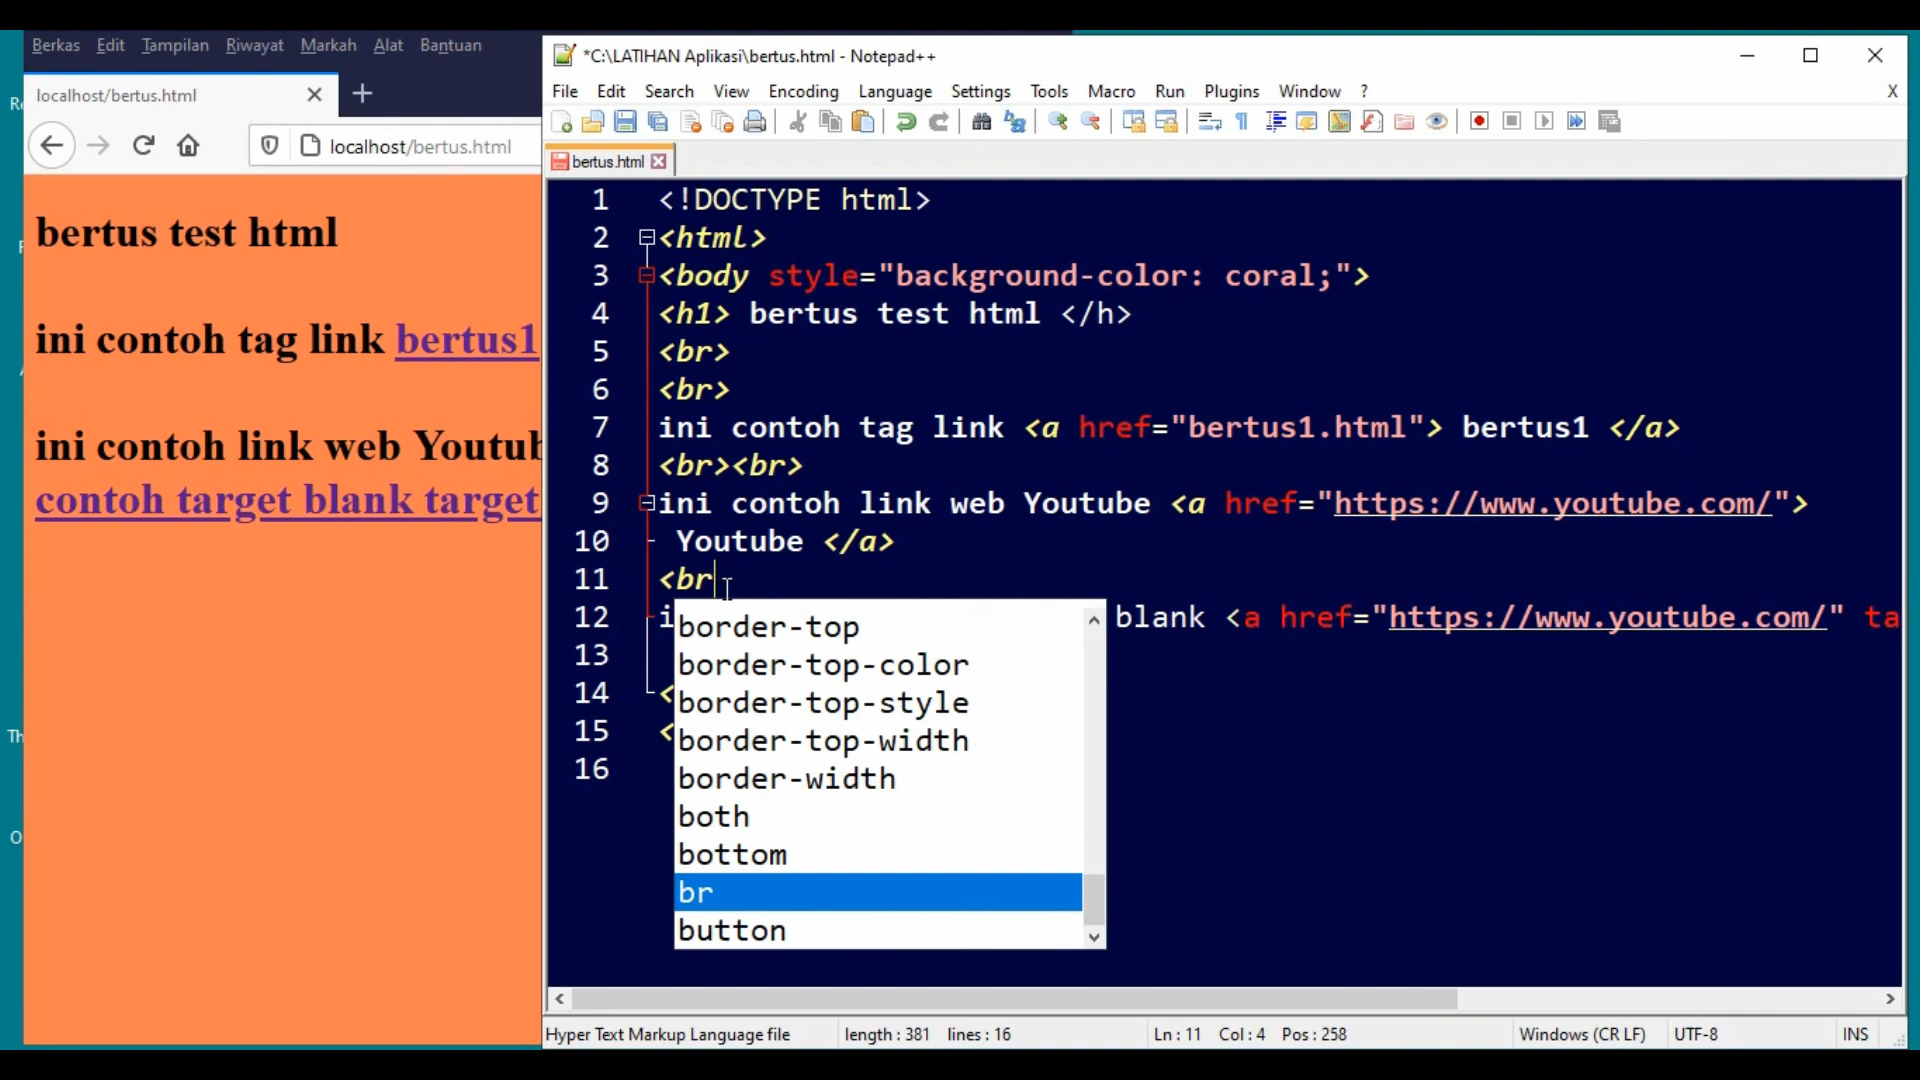 Berkas Edit Tampilan Riwayat Markah Alat Bantuan
localhost/bertus.html
localhost/bertus.html
bertus test html
ini contoh tag link bertus1
ini contoh link web Youtub
contoh target blank target
*C:\LATIHAN Aplikasi\bertus.html - Notepad++
File Edit Search View Encoding Language Settings Tools Macro Run Plugins Window ? X
bertus.html
1 <!DOCTYPE html>
2 <html>
3 <body style="background-color: coral;">
4 <h1> bertus test html </h>
5 <br>
6 <br>
7 ini contoh tag link <a href="bertus1.html"> bertus1 </a>
8 <br><br>
9 ini contoh link web Youtube <a href="https://www.youtube.com/">
10 Youtube </a>
11 <br
12 i blank <a href="https://www.youtube.com/" ta
13
14 <
15 <
16
border-top
border-top-color
border-top-style
border-top-width
border-width
both
bottom
br
button
Hyper Text Markup Language file length : 381 lines : 16 Ln : 11 Col : 4 Pos : 258 Windows (CR LF) UTF-8 INS